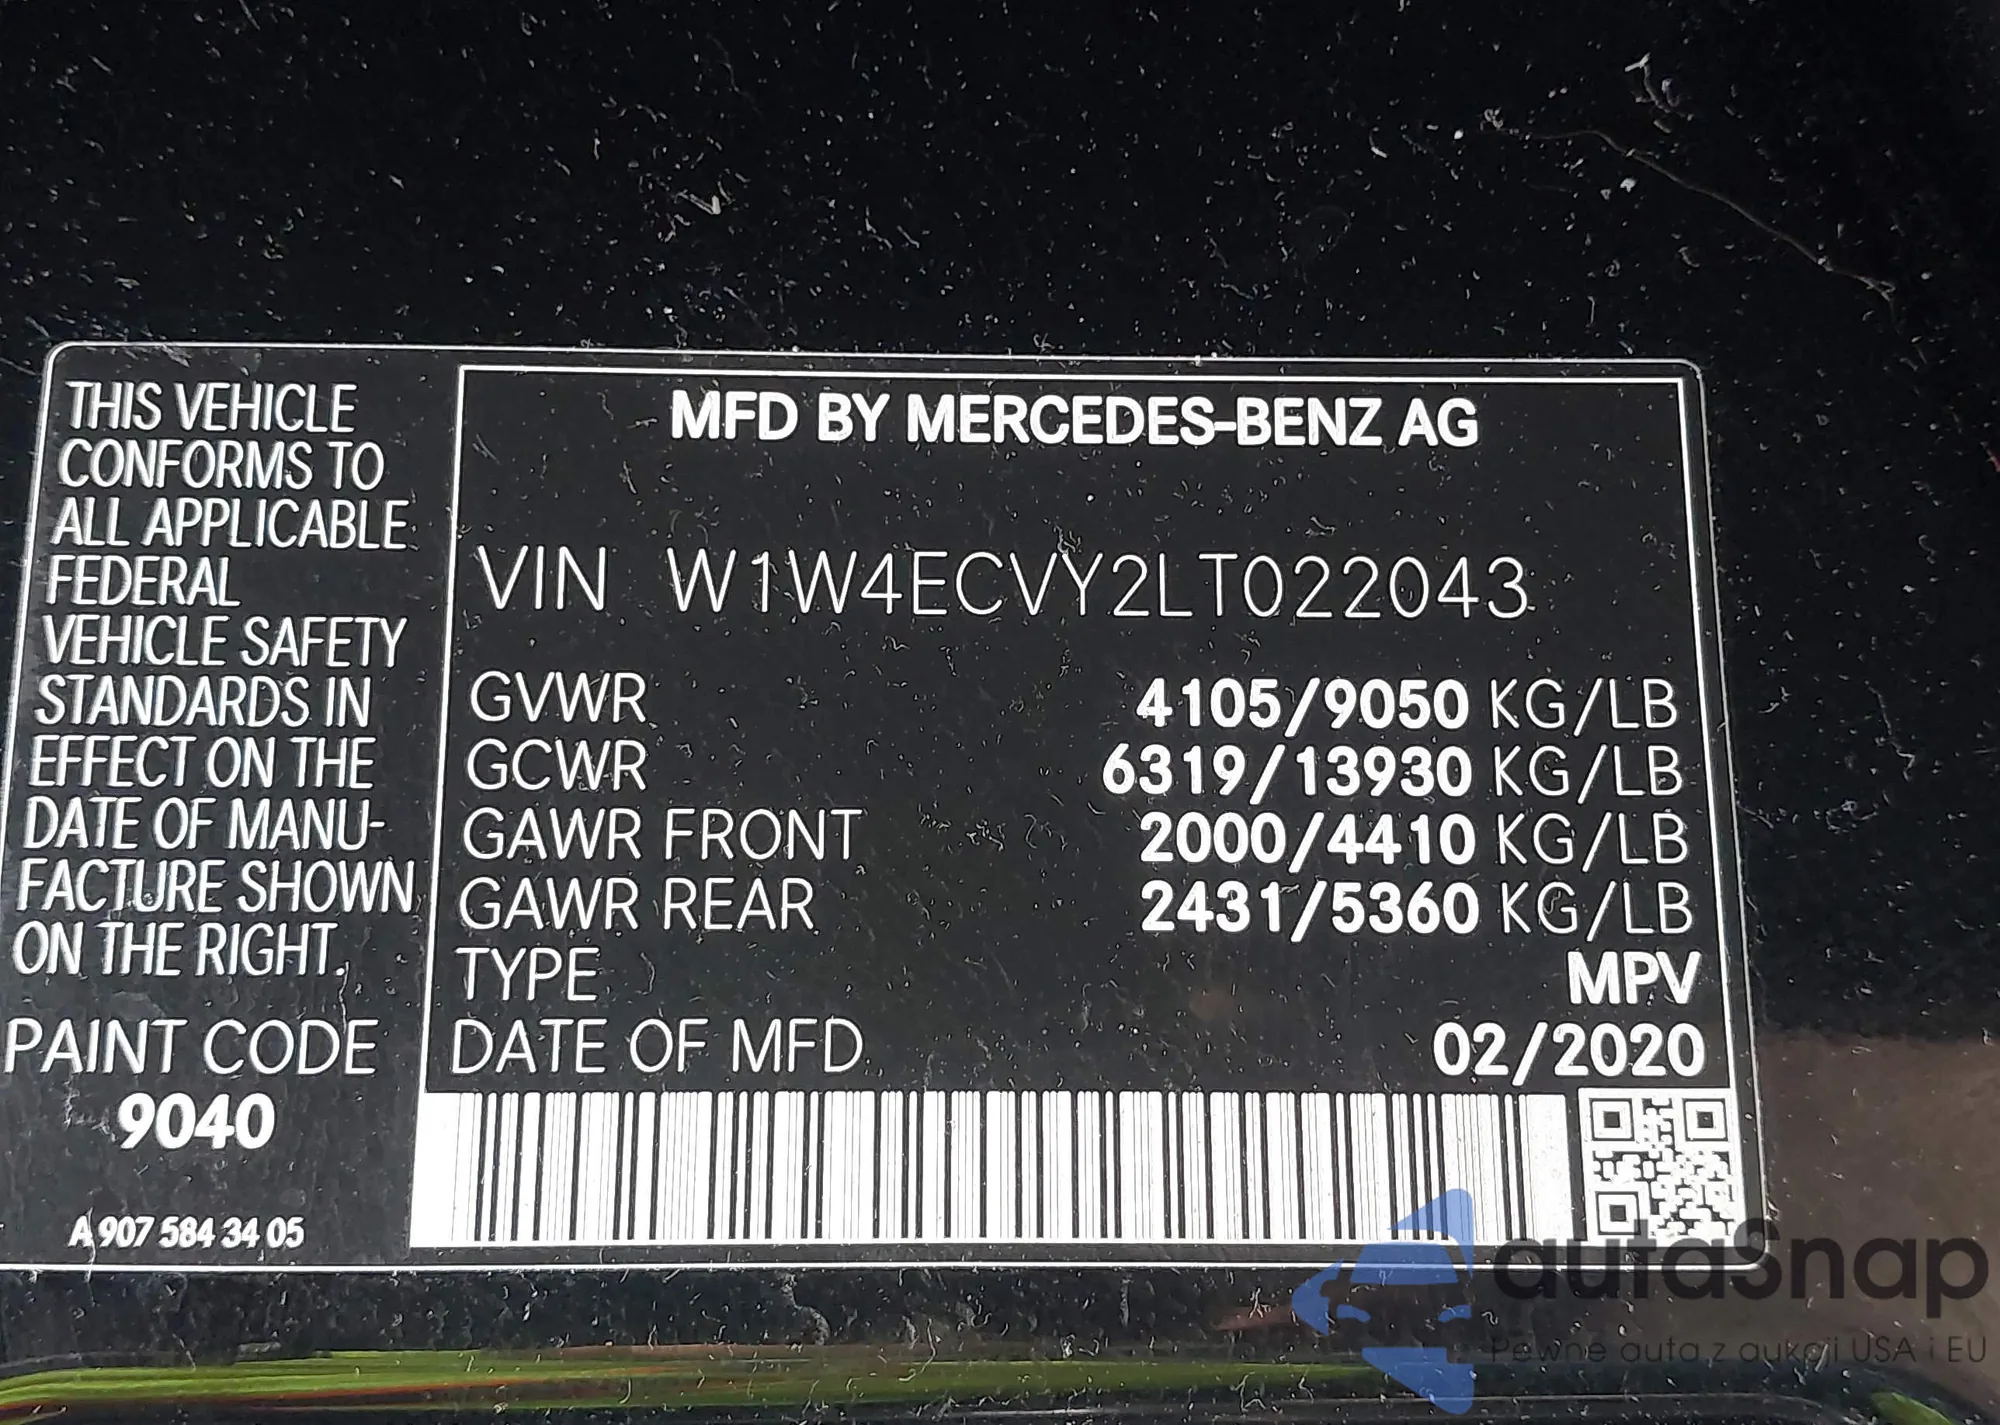 THIS VEHICLE
CONFORMS TO
ALL APPLICABLE
FEDERAL
VEHICLE SAFETY
STANDARDS IN
EFFECT ON THE
DATE OF MANU-
FACTURE SHOWN
ON THE RIGHT.
PAINT CODE
9040
A 907 584 34 05
MFD BY MERCEDES-BENZ AG
VIN W1W4ECVY2LT022043
GVWR 4105/9050 KG/LB
GCWR 6319/13930 KG/LB
GAWR FRONT 2000/4410 KG/LB
GAWR REAR 2431/5360 KG/LB
TYPE MPV
DATE OF MFD 02/2020
autaSnap
Pewne auta z aukcji USA i EU